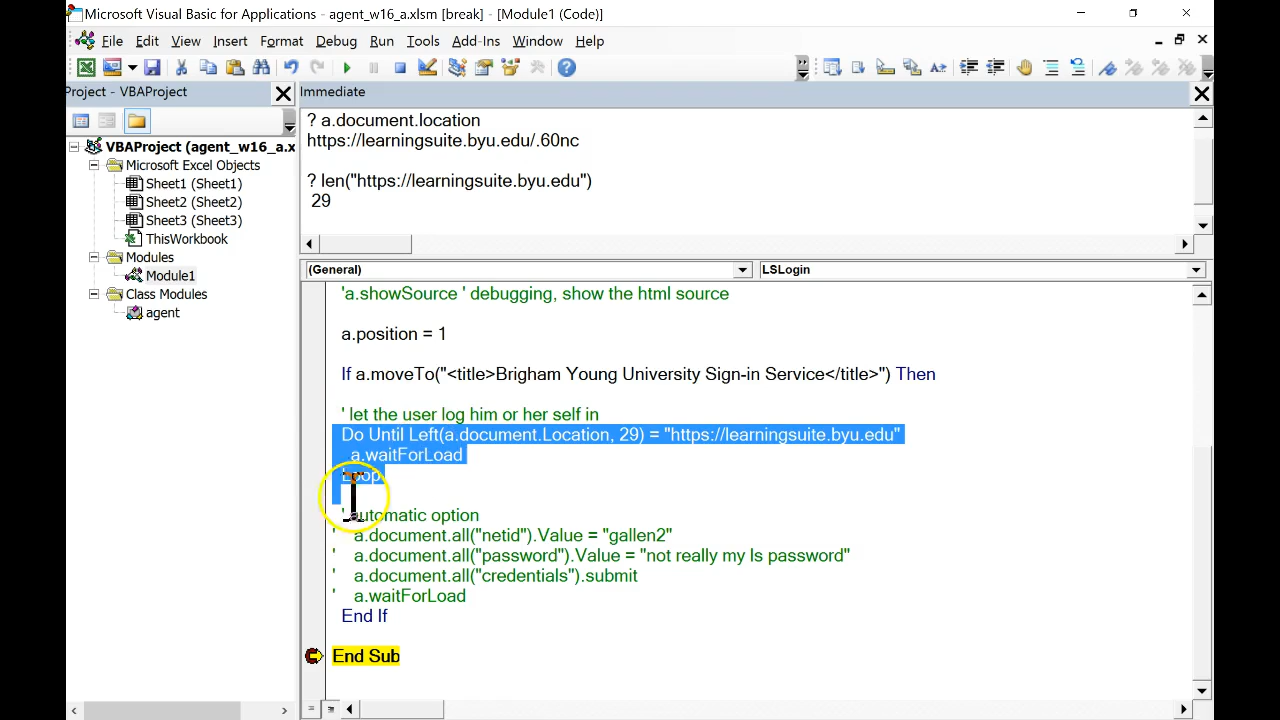 Microsoft Visual Basic for Applications - agent_w16_a.xlsm [break] - [Module1 (Code)]
File Edit View Insert Format Debug Run Tools Add-Ins Window Help
Project - VBAProject
VBAProject (agent_w16_a.x
Microsoft Excel Objects
Sheet1 (Sheet1)
Sheet2 (Sheet2)
Sheet3 (Sheet3)
ThisWorkbook
Modules
Module1
Class Modules
agent
Immediate
? a.document.location
https://learningsuite.byu.edu/.60nc
? len("https://learningsuite.byu.edu")
29
(General) LSLogin
'a.showSource ' debugging, show the html source
a.position = 1
If a.moveTo("<title>Brigham Young University Sign-in Service</title>") Then
' let the user log him or her self in
Do Until Left(a.document.Location, 29) = "https://learningsuite.byu.edu"
a.waitForLoad
Loop
' automatic option
' a.document.all("netid").Value = "gallen2"
' a.document.all("password").Value = "not really my ls password"
' a.document.all("credentials").submit
' a.waitForLoad
End If
End Sub